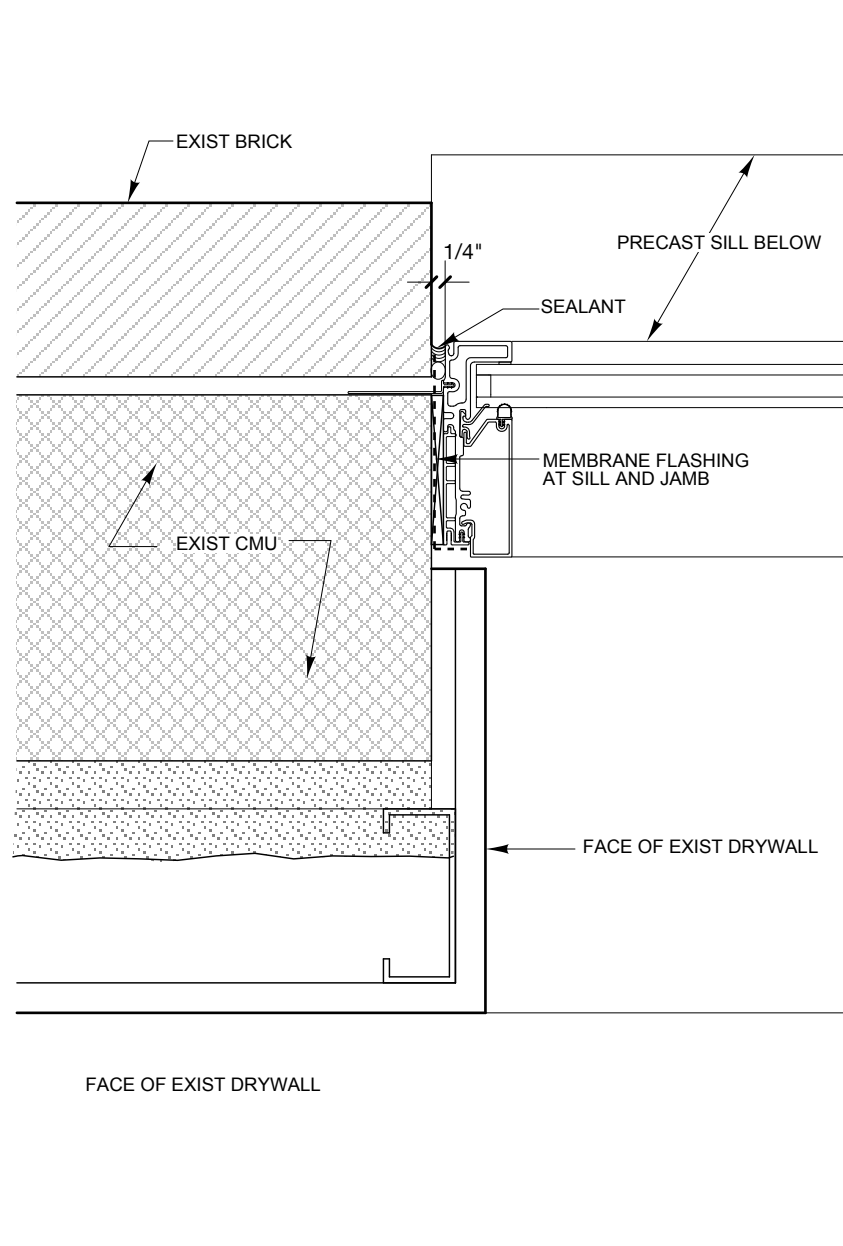 EXIST BRICK
PRECAST SILL BELOW
1/4"
SEALANT
MEMBRANE FLASHING
AT SILL AND JAMB
EXIST CMU
FACE OF EXIST DRYWALL
FACE OF EXIST DRYWALL